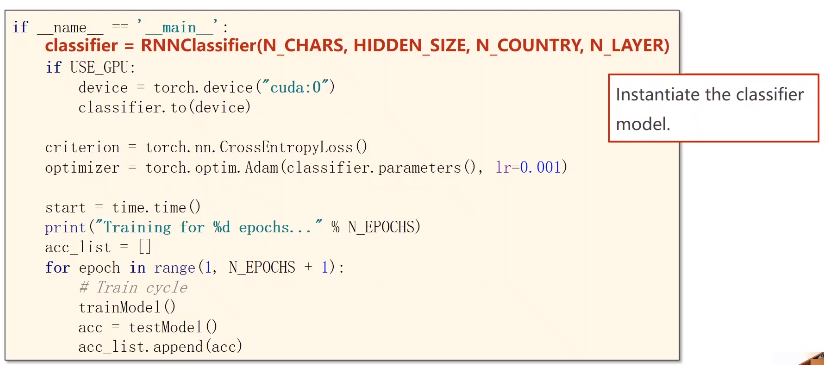 if __name__ == '__main__':
    classifier = RNNClassifier(N_CHARS, HIDDEN_SIZE, N_COUNTRY, N_LAYER)
    if USE_GPU:
        device = torch.device("cuda:0")
        classifier.to(device)
    criterion = torch.nn.CrossEntropyLoss()
    optimizer = torch.optim.Adam(classifier.parameters(), lr=0.001)
    start = time.time()
    print("Training for %d epochs..." % N_EPOCHS)
    acc_list = []
    for epoch in range(1, N_EPOCHS + 1):
        # Train cycle
        trainModel()
        acc = testModel()
        acc_list.append(acc)
Instantiate the classifier
model.